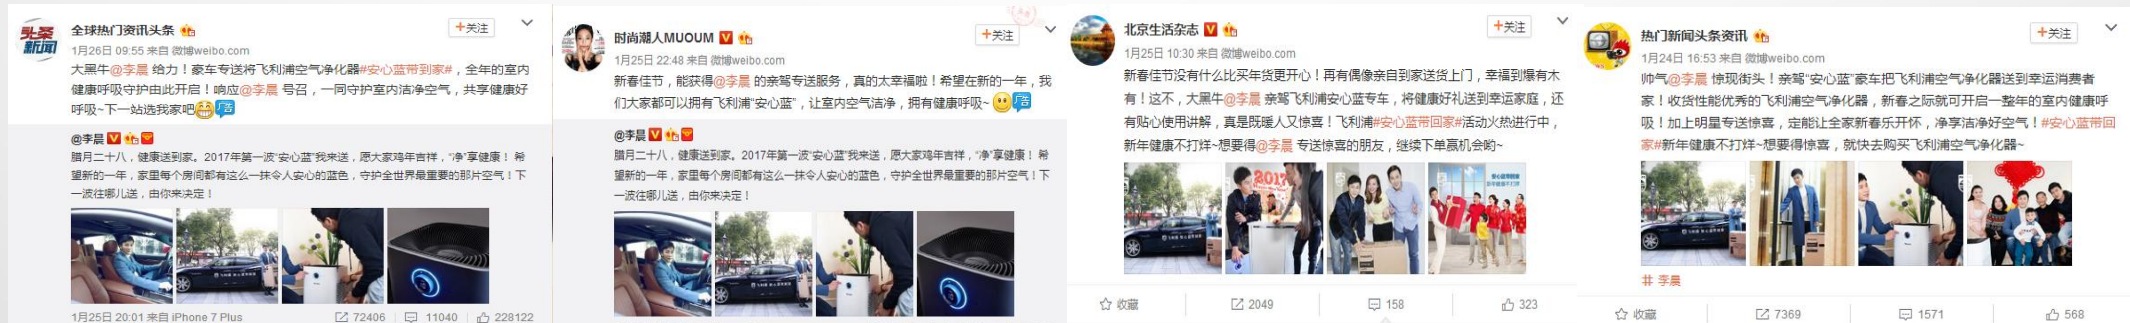 头条
新闻
全球热门资讯头条
+关注
1月26日 09:55 来自 微博weibo.com
大黑牛@李晨 给力！豪车专送将飞利浦空气净化器#安心蓝带到家#，全年的室内
健康呼吸守护由此开启！响应@李晨 号召，一同守护室内洁净空气，共享健康好
呼吸~下一站选我家吧 广告
@李晨
腊月二十八，健康送到家。2017年第一波“安心蓝”我来送，愿大家鸡年吉祥，“净”享健康！ 希
望新的一年，家里每个房间都有这么一抹令人安心的蓝色，守护全世界最重要的那片空气！下
一波往哪儿送，由你来决定！
1月25日 20:01 来自 iPhone 7 Plus
72406
11040
228122
时尚潮人MUOUM
+关注
1月25日 22:48 来自 微博weibo.com
新春佳节，能获得@李晨 的亲驾专送服务，真的太幸福啦！希望在新的一年，我
们大家都可以拥有飞利浦“安心蓝”，让室内空气洁净，拥有健康呼吸~ 广告
@李晨
腊月二十八，健康送到家。2017年第一波“安心蓝”我来送，愿大家鸡年吉祥，“净”享健康！ 希
望新的一年，家里每个房间都有这么一抹令人安心的蓝色，守护全世界最重要的那片空气！下
一波往哪儿送，由你来决定！
北京生活杂志
+关注
1月25日 10:30 来自 微博weibo.com
新春佳节没有什么比买年货更开心！再有偶像亲自到家送货上门，幸福到爆有木
有！这不，大黑牛@李晨 亲驾飞利浦安心蓝专车，将健康好礼送到幸运家庭，还
有贴心使用讲解，真是既暖人又惊喜！飞利浦#安心蓝带回家#活动火热进行中，
新年健康不打烊~想要得@李晨 专送惊喜的朋友，继续下单赢机会哟~
2017
收藏
2049
158
323
热门新闻头条资讯
+关注
1月24日 16:53 来自 微博weibo.com
帅气@李晨 惊现街头！亲驾“安心蓝”豪车把飞利浦空气净化器送到幸运消费者
家！收货性能优秀的飞利浦空气净化器，新春之际就可开启一整年的室内健康呼
吸！加上明星专送惊喜，定能让全家新春乐开怀，净享洁净好空气！#安心蓝带回
家#新年健康不打烊~想要得惊喜，就快去购买飞利浦空气净化器~
李晨
收藏
7369
1571
568